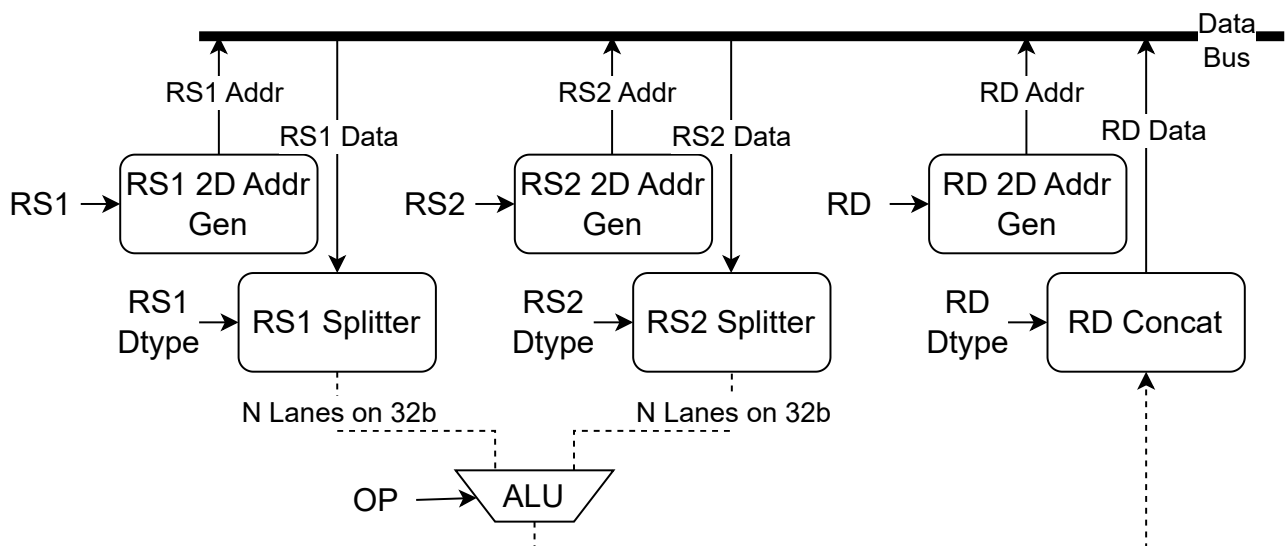 Data
Bus
RS1 Addr
RS2 Addr
RD Addr
RS1 Data
RS2 Data
RD Data
RS1
RS1 2D Addr
Gen
RS2
RS2 2D Addr
Gen
RD
RD 2D Addr
Gen
RS1
Dtype
RS1 Splitter
RS2
Dtype
RS2 Splitter
RD
Dtype
RD Concat
N Lanes on 32b
N Lanes on 32b
OP
ALU